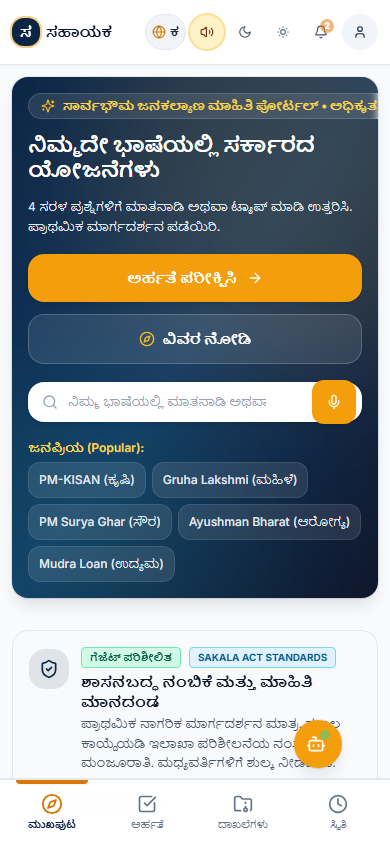 ಸ ಸಹಾಯಕ ಕ 2
ಸಾರ್ವಭೌಮ ಜನಕಲ್ಯಾಣ ಮಾಹಿತಿ ಪೋರ್ಟಲ್ • ಅಧಿಕೃತ
ನಿಮ್ಮದೇ ಭಾಷೆಯಲ್ಲಿ ಸರ್ಕಾರದ
ಯೋಜನೆಗಳು
4 ಸರಳ ಪ್ರಶ್ನೆಗಳಿಗೆ ಮಾತನಾಡಿ ಅಥವಾ ಟ್ಯಾಪ್ ಮಾಡಿ ಉತ್ತರಿಸಿ.
ಪ್ರಾಥಮಿಕ ಮಾರ್ಗದರ್ಶನ ಪಡೆಯಿರಿ.
ಅರ್ಹತೆ ಪರೀಕ್ಷಿಸಿ
ವಿವರ ನೋಡಿ
ನಿಮ್ಮ ಭಾಷೆಯಲ್ಲಿ ಮಾತನಾಡಿ ಅಥವಾ
ಜನಪ್ರಿಯ (Popular):
PM-KISAN (ಕೃಷಿ) Gruha Lakshmi (ಮಹಿಳೆ)
PM Surya Ghar (ಸೌರ) Ayushman Bharat (ಆರೋಗ್ಯ)
Mudra Loan (ಉದ್ಯಮ)
ಗೆಜೆಟ್ ಪರಿಶೀಲಿತ SAKALA ACT STANDARDS
ಶಾಸನಬದ್ಧ ನಂಬಿಕೆ ಮತ್ತು ಮಾಹಿತಿ
ಮಾನದಂಡ
ಪ್ರಾಥಮಿಕ ನಾಗರಿಕ ಮಾರ್ಗದರ್ಶನ ಮಾತ್ರ.
ಕಾಯ್ದೆಯಡಿ ಇಲಾಖಾ ಪರಿಶೀಲನೆಯ
ಮಂಜೂರಾತಿ. ಮಧ್ಯವರ್ತಿಗಳಿಗೆ ಶುಲ್ಕ
ಮುಖಪುಟ ಅರ್ಹತೆ ದಾಖಲೆಗಳು ಸ್ಥಿತಿ